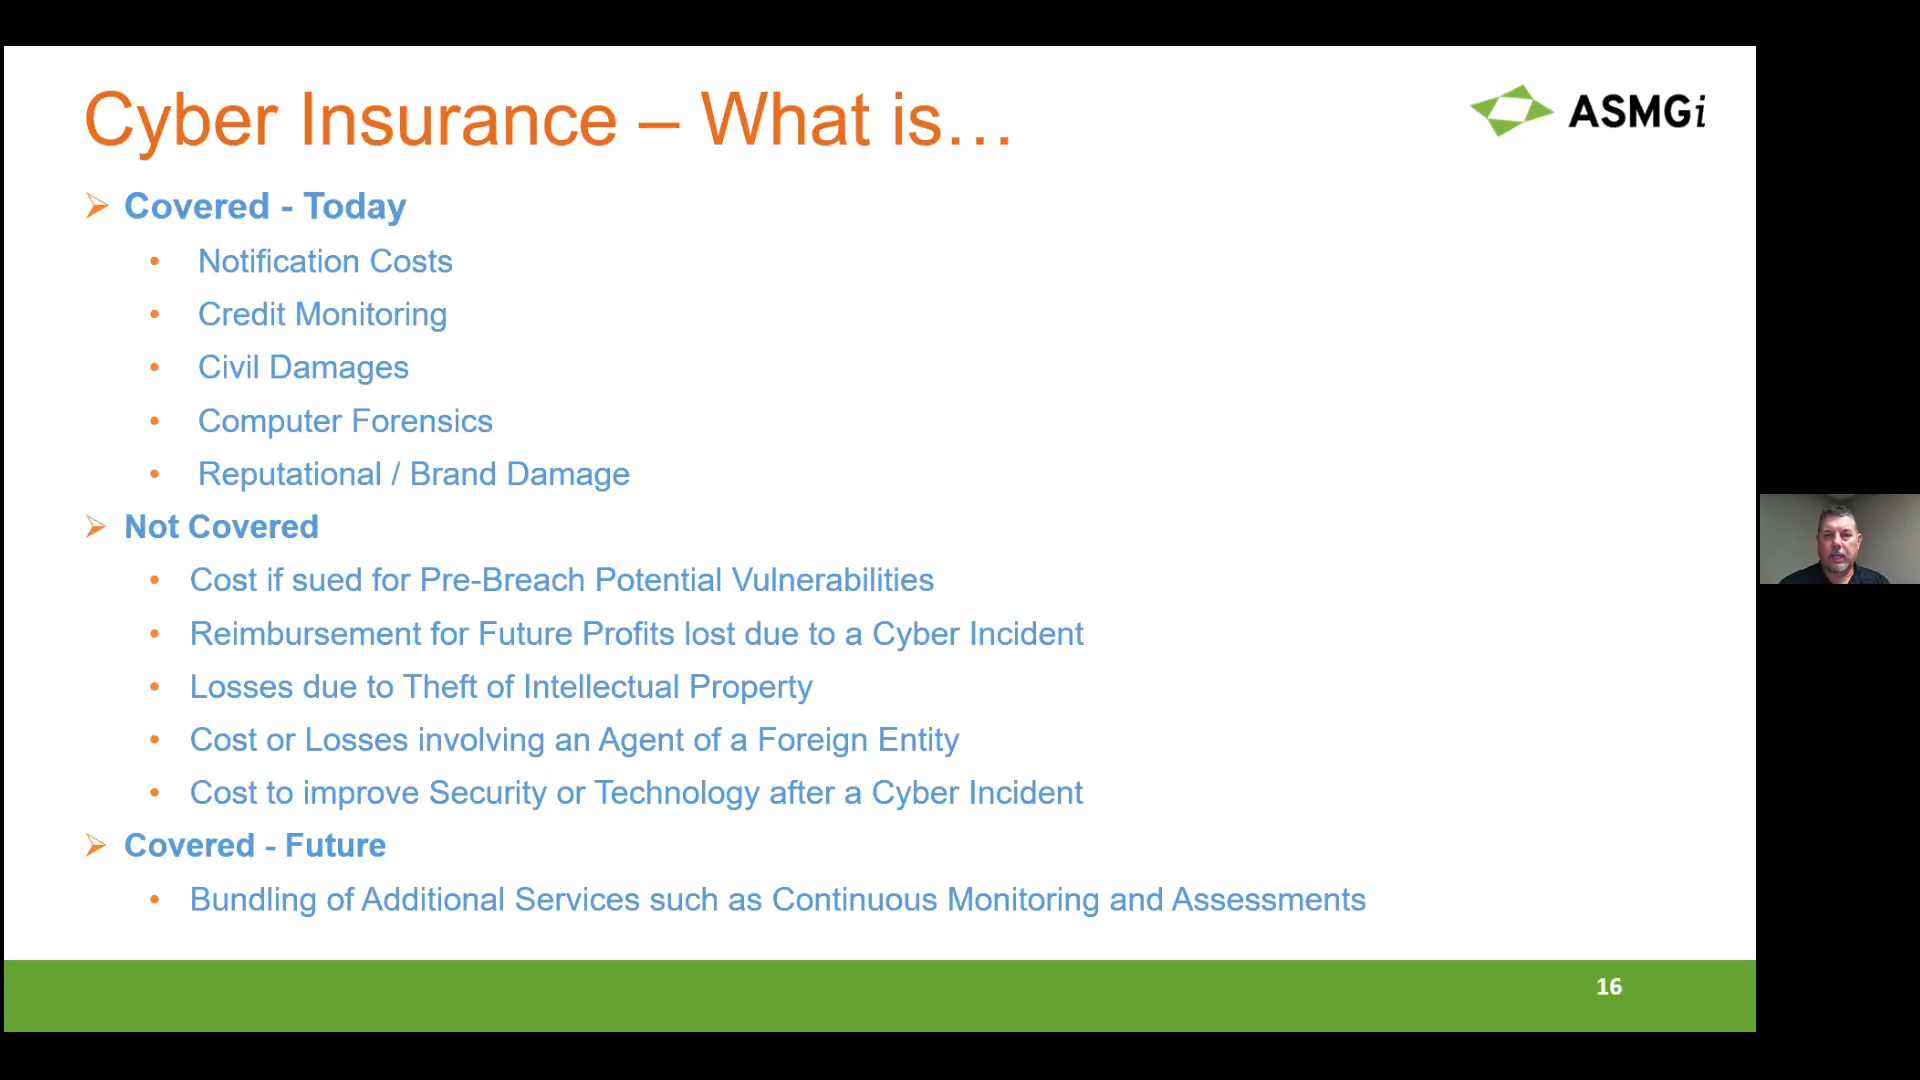 Cyber Insurance – What is…
ASMGi
Covered - Today
Notification Costs
Credit Monitoring
Civil Damages
Computer Forensics
Reputational / Brand Damage
Not Covered
Cost if sued for Pre-Breach Potential Vulnerabilities
Reimbursement for Future Profits lost due to a Cyber Incident
Losses due to Theft of Intellectual Property
Cost or Losses involving an Agent of a Foreign Entity
Cost to improve Security or Technology after a Cyber Incident
Covered - Future
Bundling of Additional Services such as Continuous Monitoring and Assessments
16